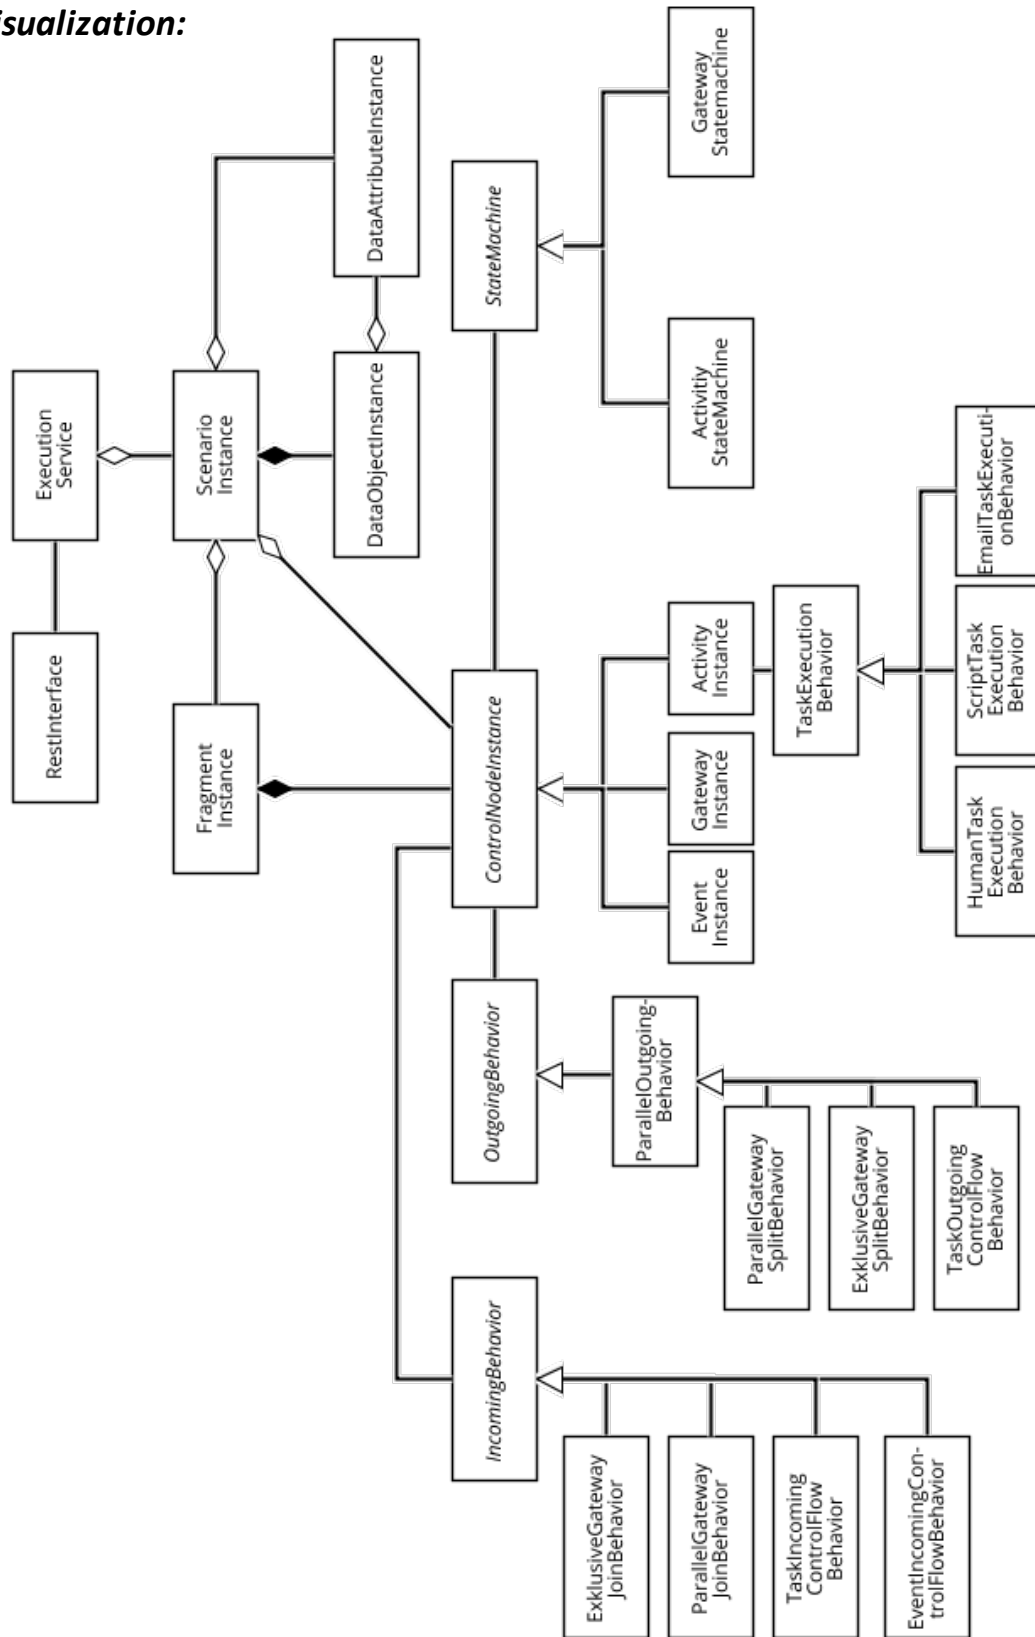 isualization:
RestInterface
Execution
Service
Fragment
Instance
Scenario
Instance
DataObjectInstance
DataAttributeInstance
IncomingBehavior
OutgoingBehavior
ControlNodeInstance
StateMachine
ExklusiveGateway
JoinBehavior
ParallelGateway
JoinBehavior
TaskIncoming
ControlFlow
Behavior
EventIncomingCon-
trolFlowBehavior
ParallelOutgoing-
Behavior
ParallelGateway
SplitBehavior
ExklusiveGateway
SplitBehavior
TaskOutgoing
ControlFlow
Behavior
Event
Instance
Gateway
Instance
Activity
Instance
Activitiy
StateMachine
Gateway
Statemachine
TaskExecution
Behavior
HumanTask
Execution
Behavior
ScriptTask
Execution
Behavior
EmailTaskExecuti-
onBehavior